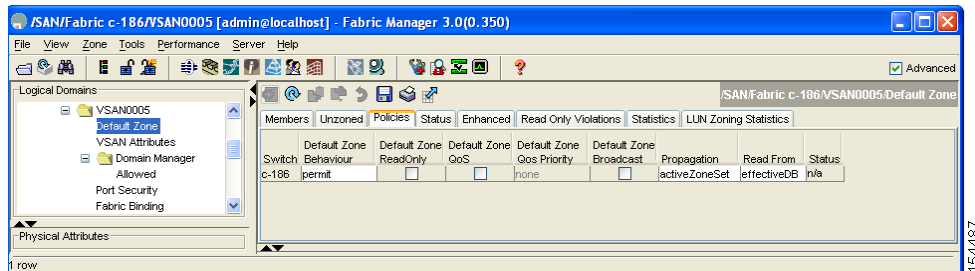 /SAN/Fabric c-186/VSAN0005 [admin@localhost] - Fabric Manager 3.0(0.350)
File View Zone Tools Performance Server Help
Advanced
Logical Domains
/SAN/Fabric c-186/VSAN0005/Default Zone
VSAN0005
Default Zone
VSAN Attributes
Domain Manager
Allowed
Port Security
Fabric Binding
Physical Attributes
Members Unzoned Policies Status Enhanced Read Only Violations Statistics LUN Zoning Statistics
Default Zone Default Zone Default Zone Default Zone Default Zone
Switch Behaviour ReadOnly QoS Qos Priority Broadcast Propagation Read From Status
c-186 permit none activeZoneSet effectiveDB n/a
1 row
154487